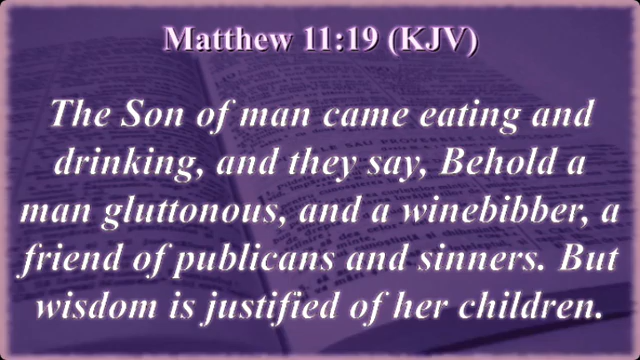 Matthew 11:19 (KJV)
The Son of man came eating and
drinking, and they say, Behold a
man gluttonous, and a winebibber, a
friend of publicans and sinners. But
wisdom is justified of her children.